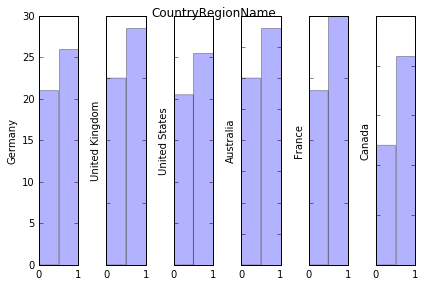 CountryRegionName
30
25
20
15
10
5
0
Germany
United Kingdom
United States
Australia
France
Canada
0 1 0 1 0 1 0 1 0 1 0 1